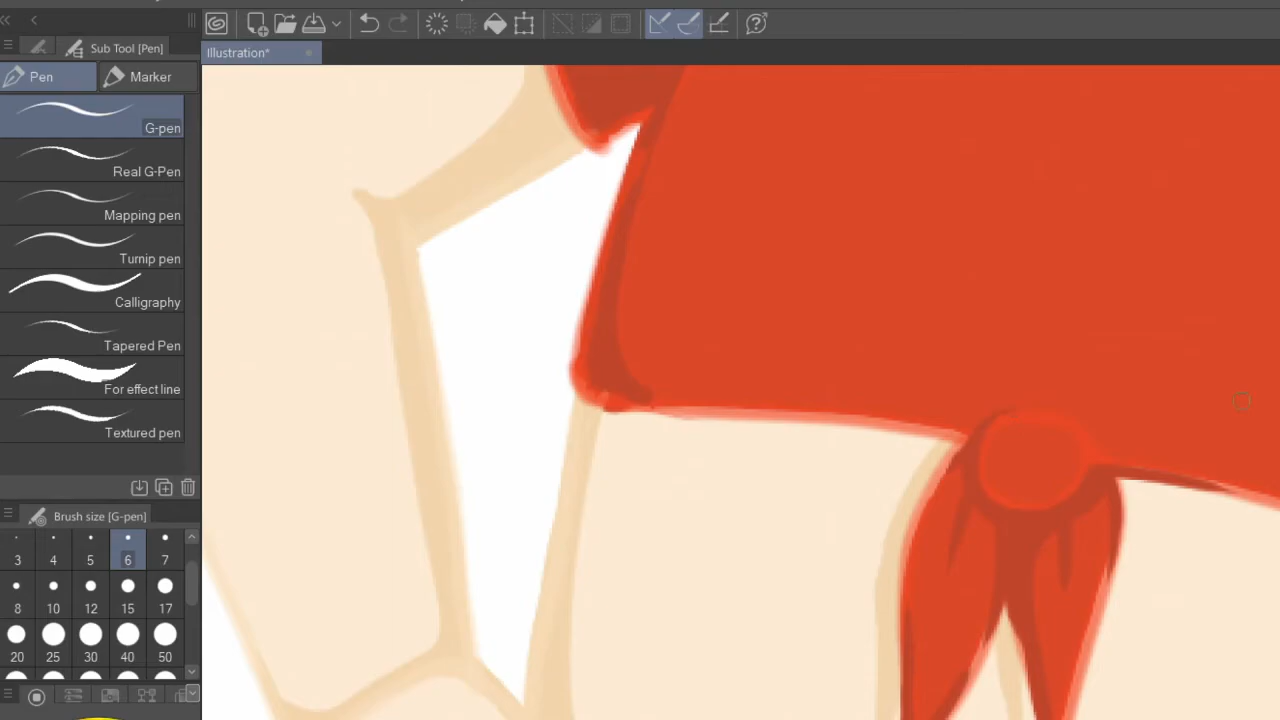 Sub Tool [Pen]
Illustration*
Pen
Marker
G-pen
Real G-Pen
Mapping pen
Turnip pen
Calligraphy
Tapered Pen
For effect line
Textured pen
Brush size [G-pen]
3 4 5 6 7
8 10 12 15 17
20 25 30 40 50